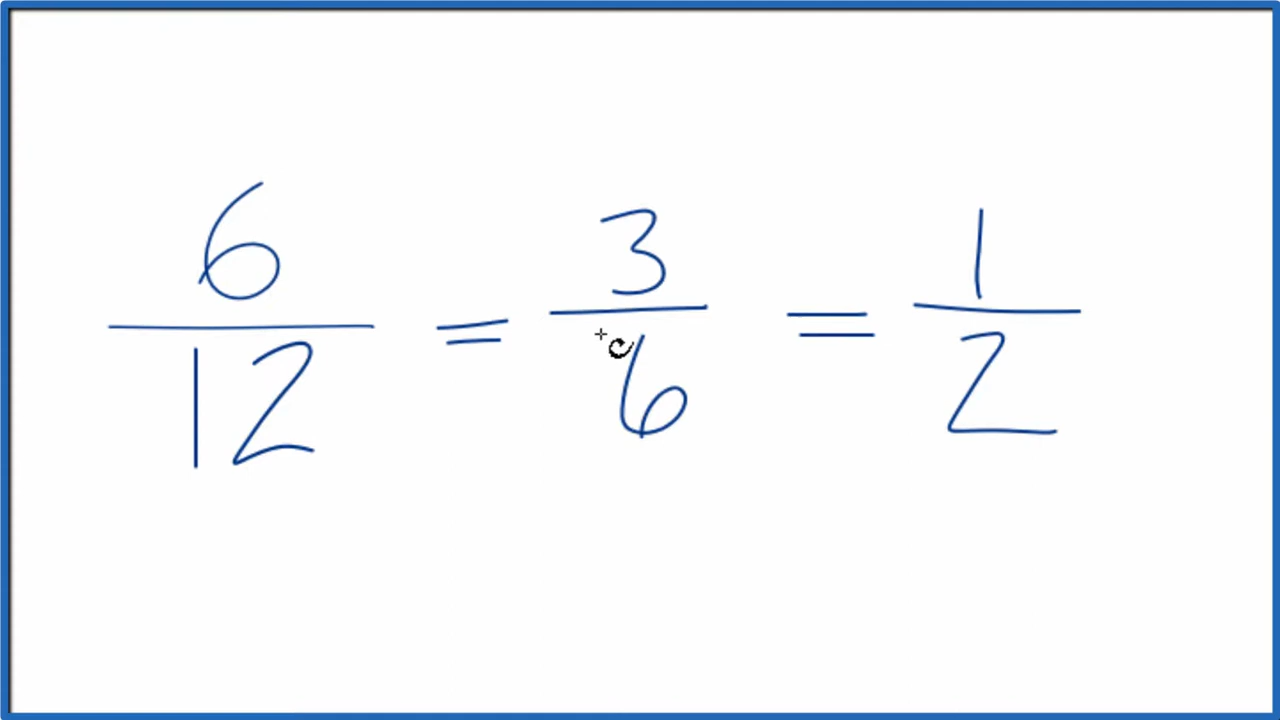 6/12 = 3/6 = 1/2